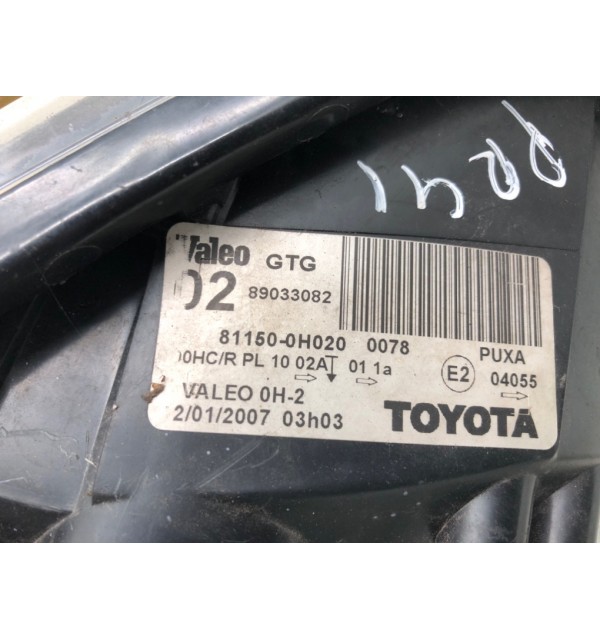 Valeo GTG
02 89033082
81150-0H020 0078 PUXA
00HC/R PL 10 02A 01 1a E2 04055
VALEO 0H-2
2/01/2007 03h03 TOYOTA